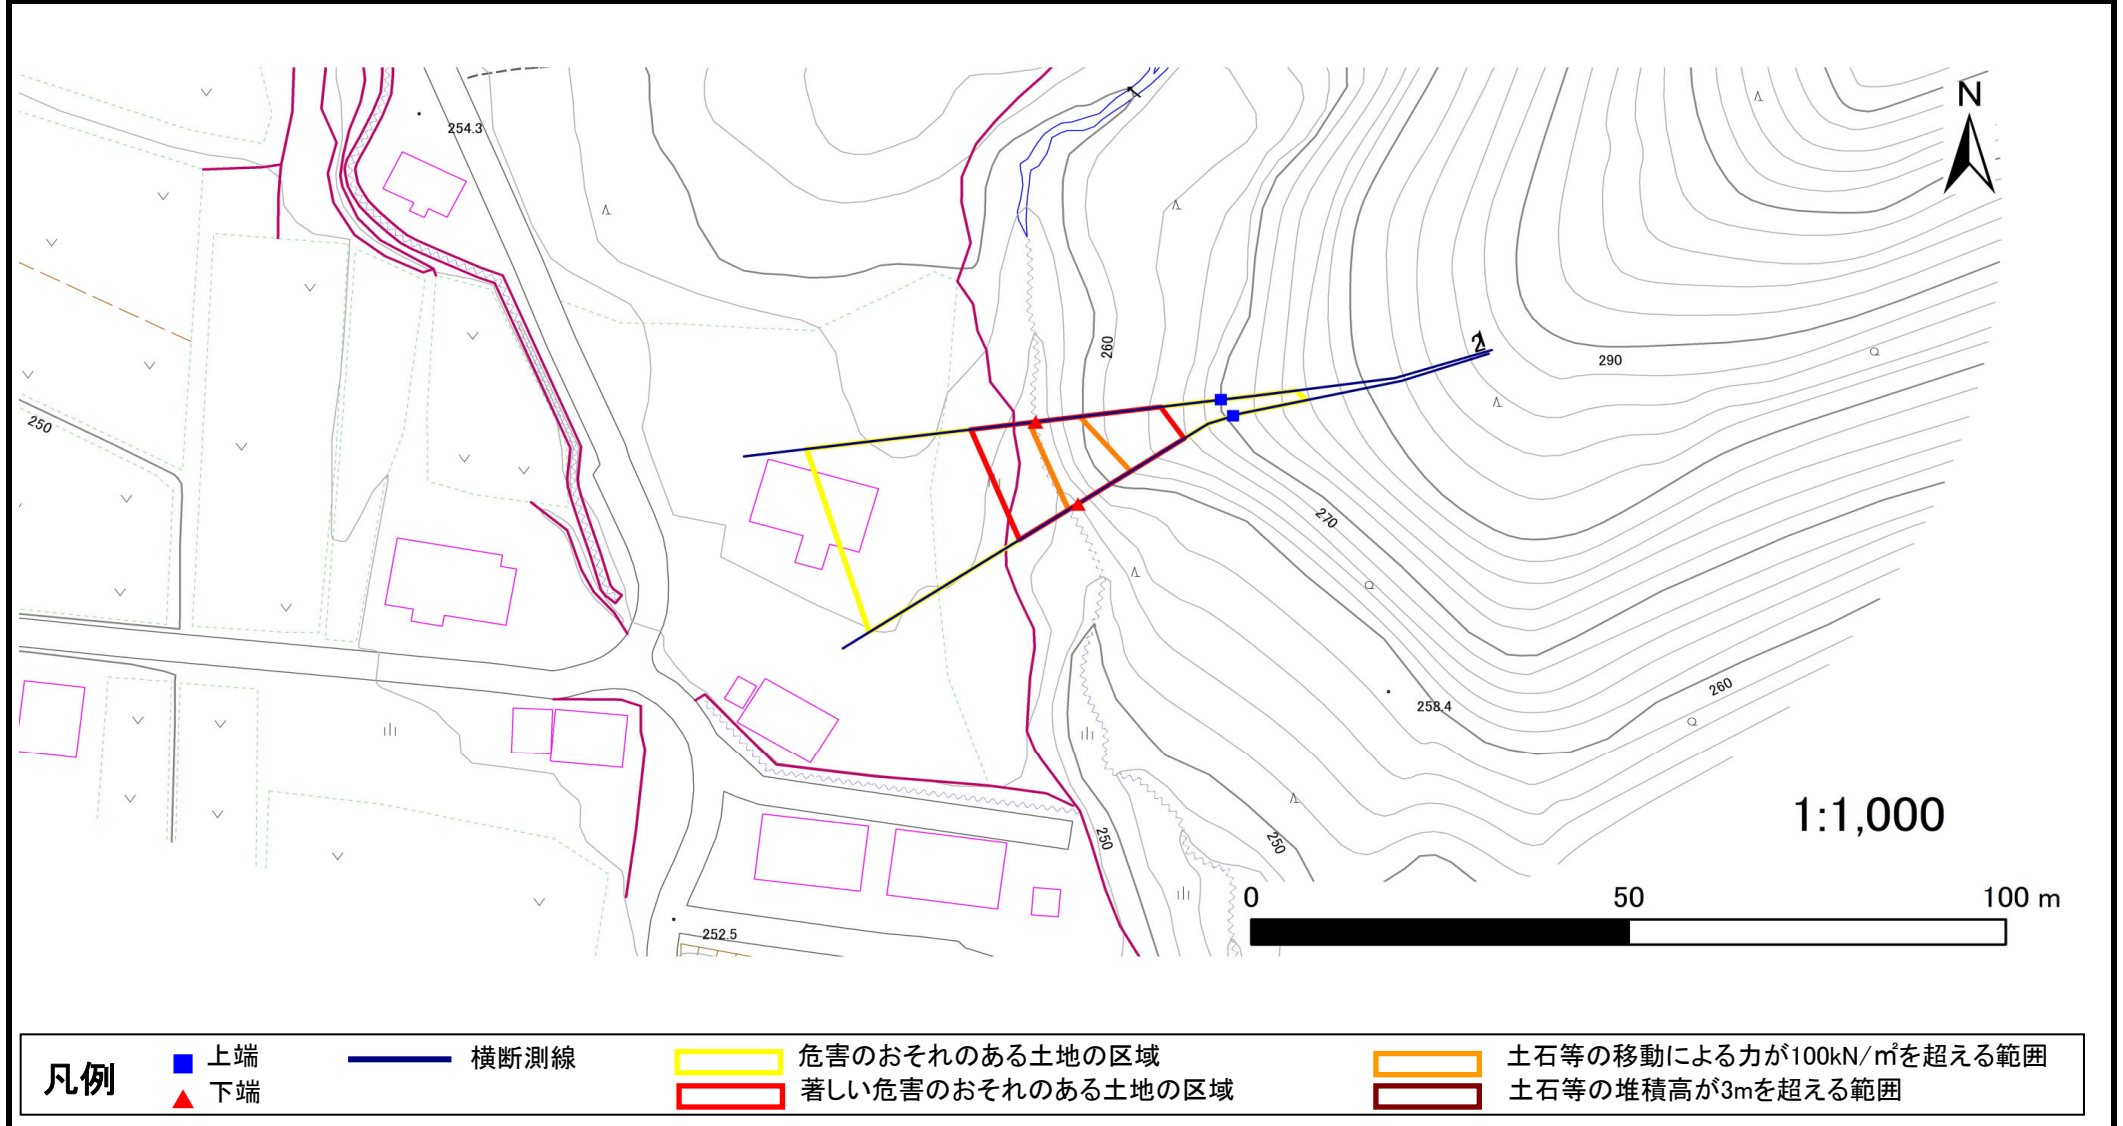 N
254.3
260
2
290
250
270
260
258.4
1:1,000
250
250
0 50 100 m
252.5
凡例
上端
下端
横断測線
危害のおそれのある土地の区域
著しい危害のおそれのある土地の区域
土石等の移動による力が100kN/㎡を超える範囲
土石等の堆積高が3mを超える範囲